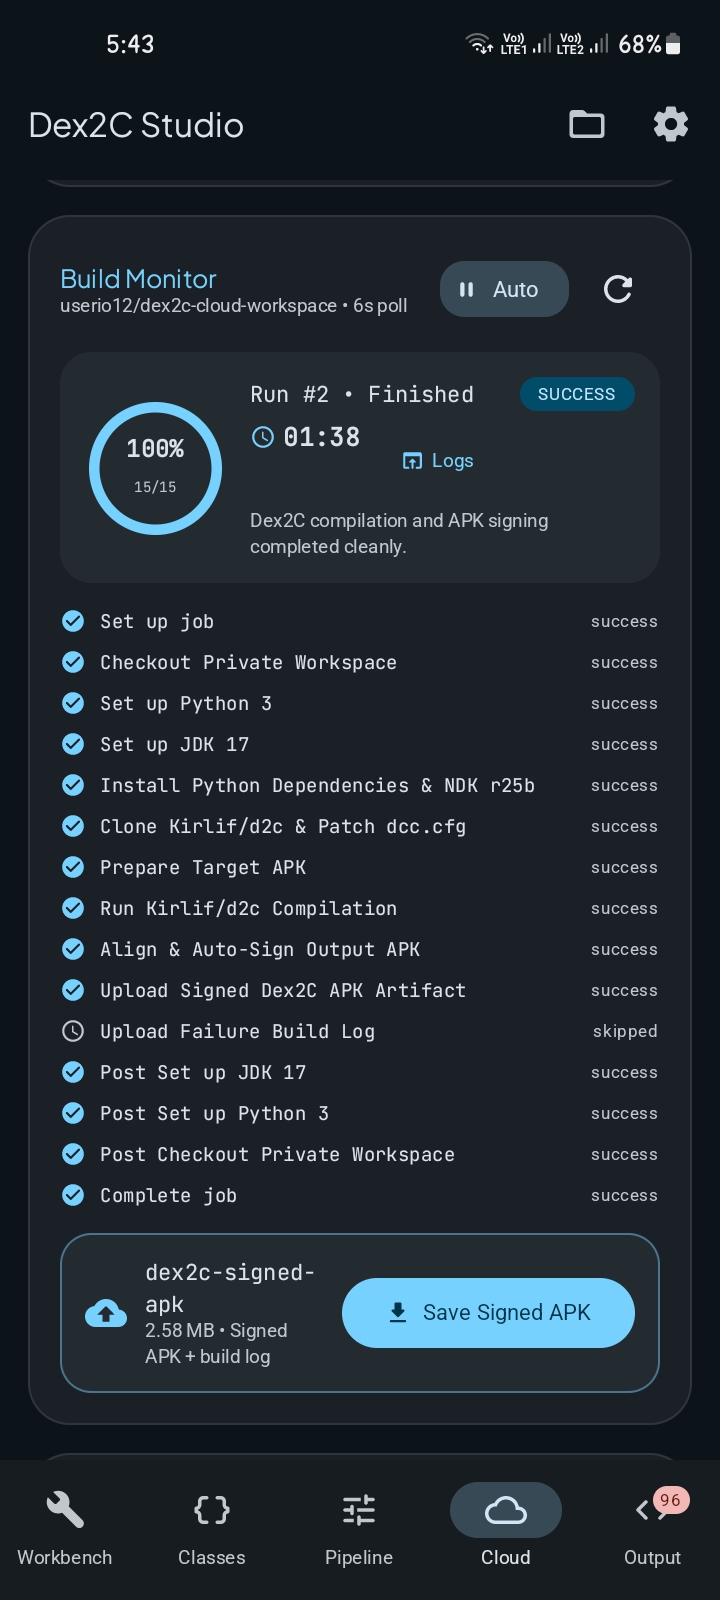 5:43
Vo)) LTE1 Vo)) LTE2 68%
Dex2C Studio
Build Monitor
userio12/dex2c-cloud-workspace • 6s poll
Auto
100%
15/15
Run #2 • Finished
SUCCESS
01:38
Logs
Dex2C compilation and APK signing
completed cleanly.
Set up job success
Checkout Private Workspace success
Set up Python 3 success
Set up JDK 17 success
Install Python Dependencies & NDK r25b success
Clone Kirlif/d2c & Patch dcc.cfg success
Prepare Target APK success
Run Kirlif/d2c Compilation success
Align & Auto-Sign Output APK success
Upload Signed Dex2C APK Artifact success
Upload Failure Build Log skipped
Post Set up JDK 17 success
Post Set up Python 3 success
Post Checkout Private Workspace success
Complete job success
dex2c-signed-
apk
2.58 MB • Signed
APK + build log
Save Signed APK
96
Workbench
Classes
Pipeline
Cloud
Output